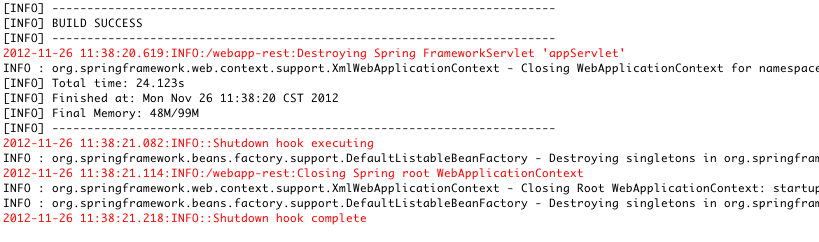 [INFO] ------------------------------------------------------------------------
[INFO] BUILD SUCCESS
[INFO] ------------------------------------------------------------------------
2012-11-26 11:38:20.619:INFO:/webapp-rest:Destroying Spring FrameworkServlet 'appServlet'
INFO : org.springframework.web.context.support.XmlWebApplicationContext - Closing WebApplicationContext for namespace
[INFO] Total time: 24.123s
[INFO] Finished at: Mon Nov 26 11:38:20 CST 2012
[INFO] Final Memory: 48M/99M
[INFO] ------------------------------------------------------------------------
2012-11-26 11:38:21.082:INFO::Shutdown hook executing
INFO : org.springframework.beans.factory.support.DefaultListableBeanFactory - Destroying singletons in org.springfram
2012-11-26 11:38:21.114:INFO:/webapp-rest:Closing Spring root WebApplicationContext
INFO : org.springframework.web.context.support.XmlWebApplicationContext - Closing Root WebApplicationContext: startup
INFO : org.springframework.beans.factory.support.DefaultListableBeanFactory - Destroying singletons in org.springfram
2012-11-26 11:38:21.218:INFO::Shutdown hook complete